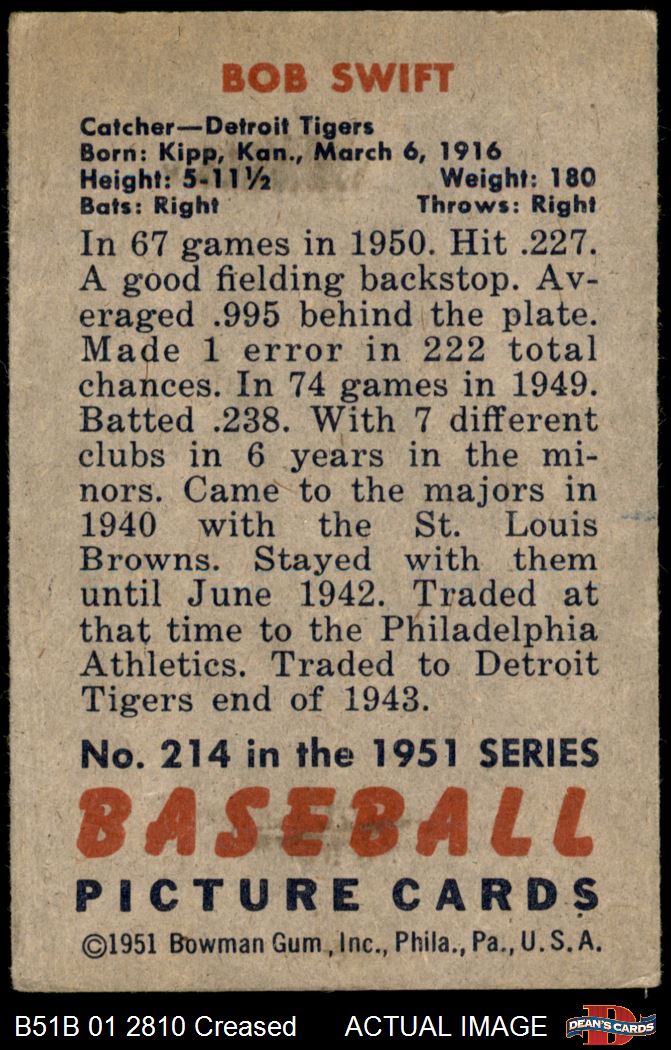 BOB SWIFT
Catcher—Detroit Tigers
Born: Kipp, Kan., March 6, 1916
Height: 5-11½ Weight: 180
Bats: Right Throws: Right
In 67 games in 1950. Hit .227.
A good fielding backstop. Av-
eraged .995 behind the plate.
Made 1 error in 222 total
chances. In 74 games in 1949.
Batted .238. With 7 different
clubs in 6 years in the mi-
nors. Came to the majors in
1940 with the St. Louis
Browns. Stayed with them
until June 1942. Traded at
that time to the Philadelphia
Athletics. Traded to Detroit
Tigers end of 1943.
No. 214 in the 1951 SERIES
BASEBALL
PICTURE CARDS
©1951 Bowman Gum, Inc., Phila., Pa., U.S.A.
B51B 01 2810 Creased ACTUAL IMAGE
D
DEAN'S CARDS